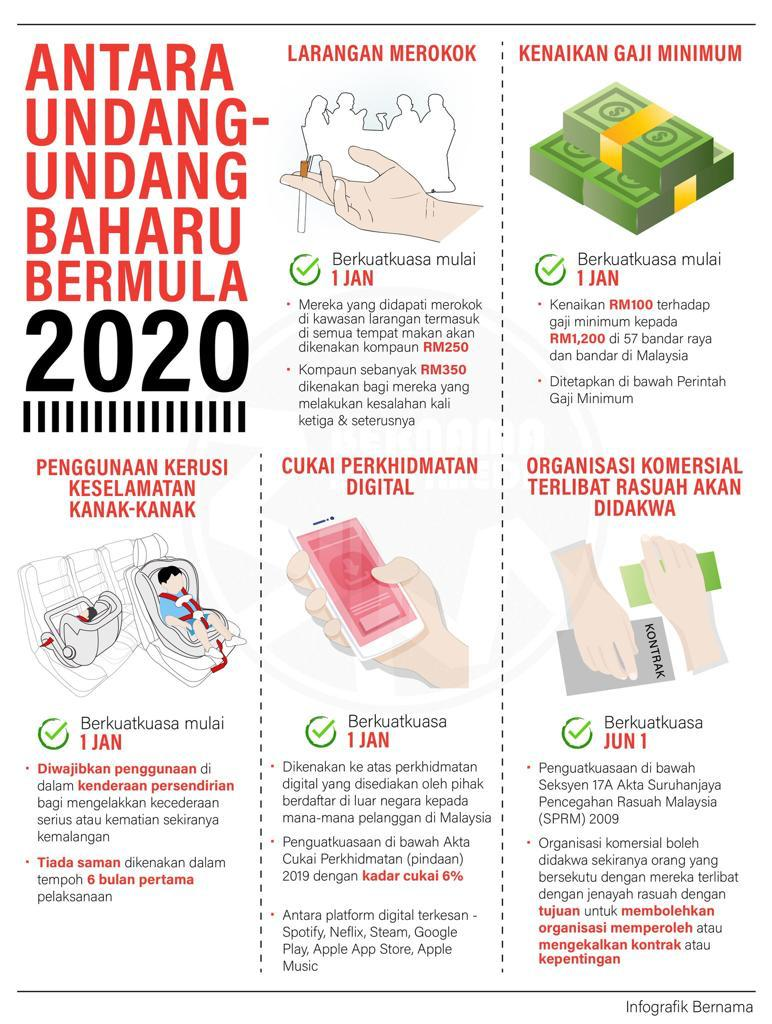 ANTARA
UNDANG-
UNDANG
BAHARU
BERMULA
2020
LARANGAN MEROKOK
Berkuatkuasa mulai
1 JAN
• Mereka yang didapati merokok
di kawasan larangan termasuk
di semua tempat makan akan
dikenakan kompaun RM250
• Kompaun sebanyak RM350
dikenakan bagi mereka yang
melakukan kesalahan kali
ketiga & seterusnya
KENAIKAN GAJI MINIMUM
Berkuatkuasa mulai
1 JAN
• Kenaikan RM100 terhadap
gaji minimum kepada
RM1,200 di 57 bandar raya
dan bandar di Malaysia
• Ditetapkan di bawah Perintah
Gaji Minimum
PENGGUNAAN KERUSI
KESELAMATAN
KANAK-KANAK
Berkuatkuasa mulai
1 JAN
• Diwajibkan penggunaan di
dalam kenderaan persendirian
bagi mengelakkan kecederaan
serius atau kematian sekiranya
kemalangan
• Tiada saman dikenakan dalam
tempoh 6 bulan pertama
pelaksanaan
CUKAI PERKHIDMATAN
DIGITAL
Berkuatkuasa
1 JAN
• Dikenakan ke atas perkhidmatan
digital yang disediakan oleh pihak
berdaftar di luar negara kepada
mana-mana pelanggan di Malaysia
• Penguatkuasaan di bawah Akta
Cukai Perkhidmatan (pindaan)
2019 dengan kadar cukai 6%
• Antara platform digital terkesan -
Spotify, Neflix, Steam, Google
Play, Apple App Store, Apple
Music
ORGANISASI KOMERSIAL
TERLIBAT RASUAH AKAN
DIDAKWA
KONTRAK
Berkuatkuasa
JUN 1
• Penguatkuasaan di bawah
Seksyen 17A Akta Suruhanjaya
Pencegahan Rasuah Malaysia
(SPRM) 2009
• Organisasi komersial boleh
didakwa sekiranya orang yang
bersekutu dengan mereka terlibat
dengan jenayah rasuah dengan
tujuan untuk membolehkan
organisasi memperoleh atau
mengekalkan kontrak atau
kepentingan
Infografik Bernama